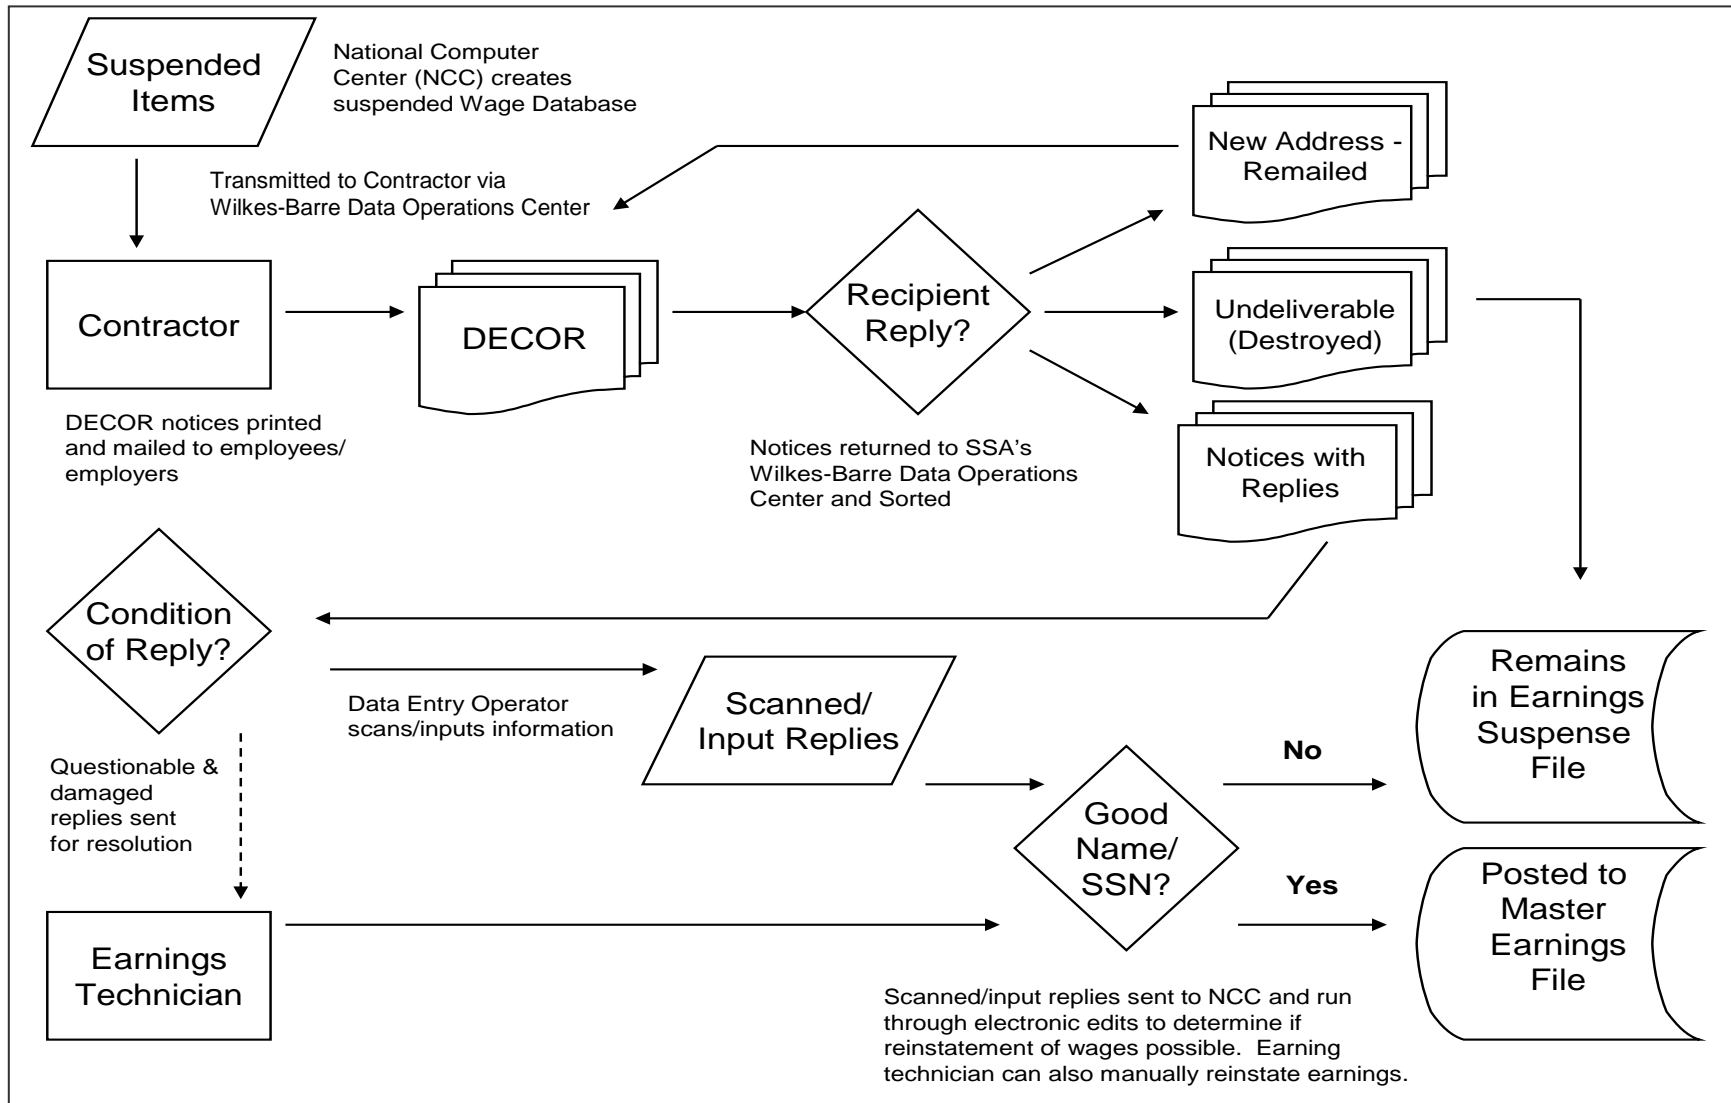 Suspended
Items
National Computer
Center (NCC) creates
suspended Wage Database
New Address -
Remailed
Transmitted to Contractor via
Wilkes-Barre Data Operations Center
Contractor
DECOR
Recipient
Reply?
Undeliverable
(Destroyed)
DECOR notices printed
and mailed to employees/
employers
Notices returned to SSA's
Wilkes-Barre Data Operations
Center and Sorted
Notices with
Replies
Condition
of Reply?
Data Entry Operator
scans/inputs information
Scanned/
Input Replies
Remains
in Earnings
Suspense
File
Questionable &
damaged
replies sent
for resolution
No
Good
Name/
SSN?
Yes
Posted to
Master
Earnings
File
Earnings
Technician
Scanned/input replies sent to NCC and run
through electronic edits to determine if
reinstatement of wages possible.  Earning
technician can also manually reinstate earnings.